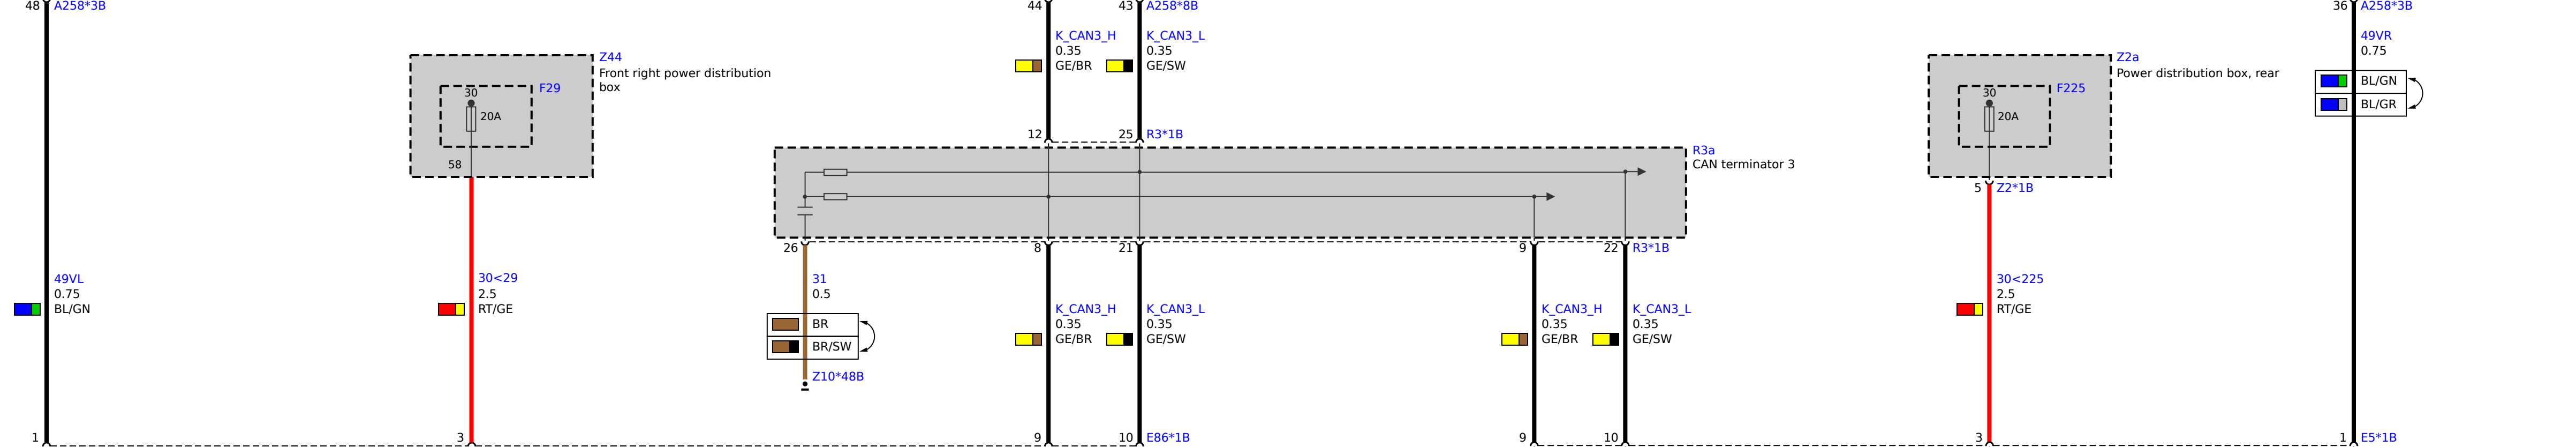 48 A258*3B
44
43 A258*8B
36 A258*3B
K_CAN3_H
0.35
GE/BR
K_CAN3_L
0.35
GE/SW
49VR
0.75
BL/GN
BL/GR
Z44
Front right power distribution
box
F29
30
20A
58
Z2a
Power distribution box, rear
F225
30
20A
12
25 R3*1B
R3a
CAN terminator 3
5 Z2*1B
26
8
21
9
22 R3*1B
49VL
0.75
BL/GN
30<29
2.5
RT/GE
31
0.5
BR
BR/SW
Z10*48B
K_CAN3_H
0.35
GE/BR
K_CAN3_L
0.35
GE/SW
K_CAN3_H
0.35
GE/BR
K_CAN3_L
0.35
GE/SW
30<225
2.5
RT/GE
1
3
9
10 E86*1B
9
10
3
1 E5*1B